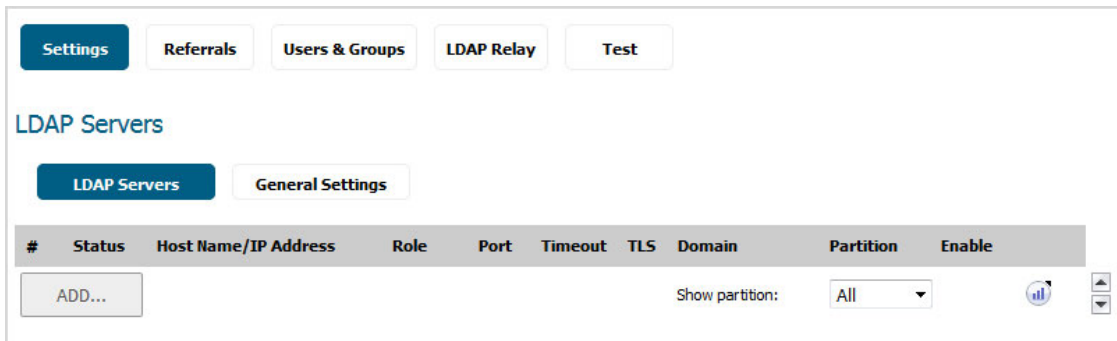 Settings Referrals Users & Groups LDAP Relay Test
LDAP Servers
LDAP Servers General Settings
# Status Host Name/IP Address Role Port Timeout TLS Domain Partition Enable
ADD... Show partition: All